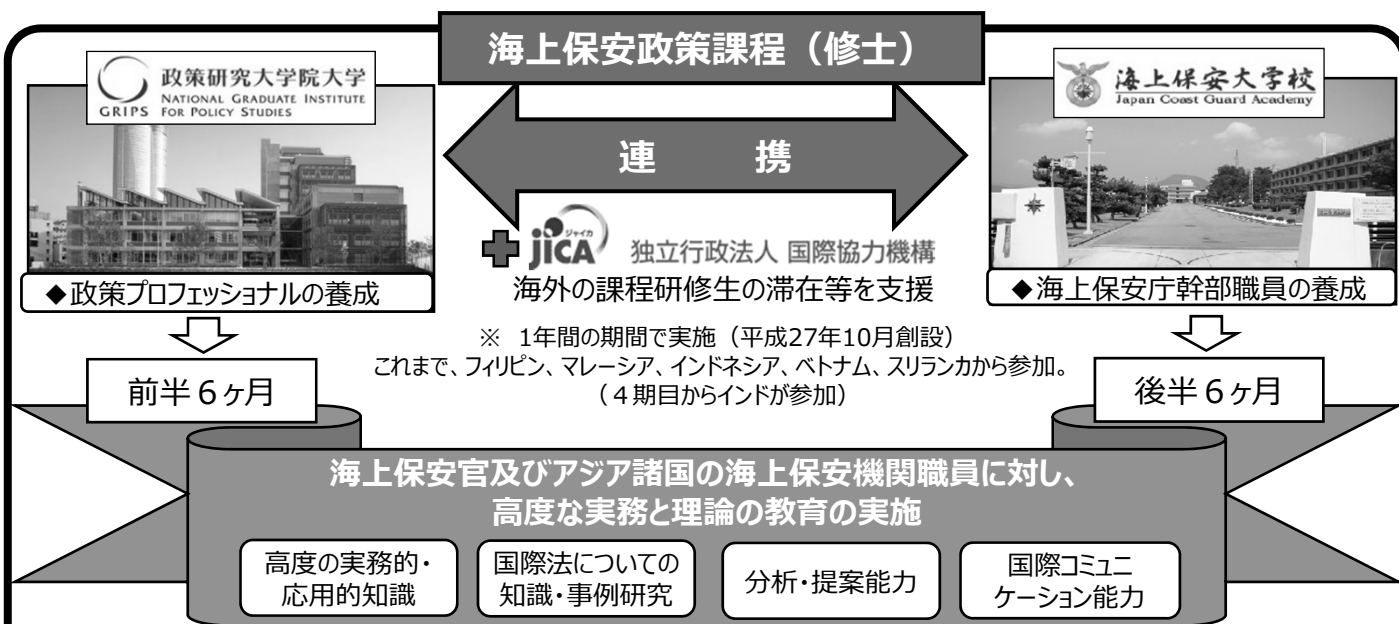 海上保安政策課程（修士）
政策研究大学院大学
NATIONAL GRADUATE INSTITUTE
GRIPS FOR POLICY STUDIES
海上保安大学校
Japan Coast Guard Academy
連 携
ジャイカ
jICA 独立行政法人 国際協力機構
海外の課程研修生の滞在等を支援
◆政策プロフェッショナルの養成
◆海上保安庁幹部職員の養成
※ 1年間の期間で実施（平成27年10月創設）
これまで、フィリピン、マレーシア、インドネシア、ベトナム、スリランカから参加。
（４期目からインドが参加）
前半６ヶ月
後半６ヶ月
海上保安官及びアジア諸国の海上保安機関職員に対し、
高度な実務と理論の教育の実施
高度の実務的・
応用的知識
国際法についての
知識・事例研究
分析・提案能力
国際コミュニ
ケーション能力